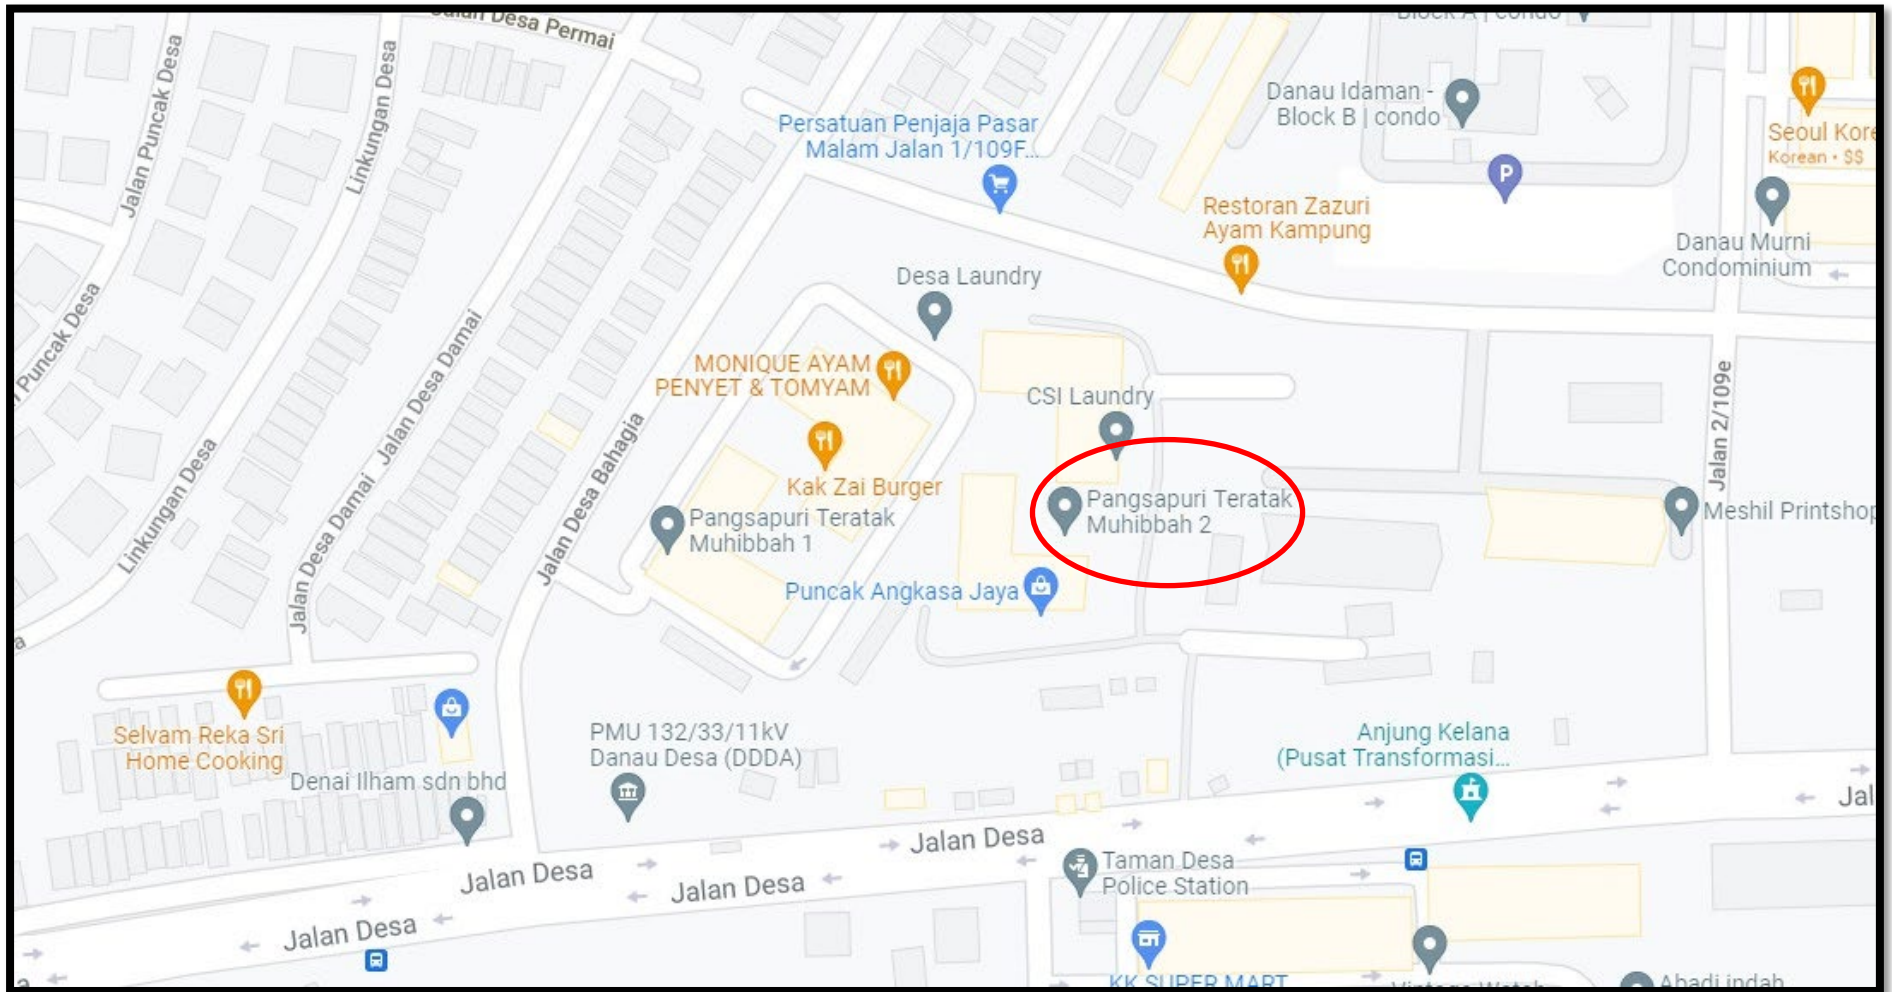 Jalan Desa Permai
Block A | condo
Jalan Puncak Desa
Linkungan Desa
Danau Idaman -
Block B | condo
Persatuan Penjaja Pasar
Malam Jalan 1/109F...
P
Seoul Kore
Korean • $$
Restoran Zazuri
Ayam Kampung
Danau Murni
Condominium
Desa Laundry
Puncak Desa
Jalan Desa Damai
MONIQUE AYAM
PENYET & TOMYAM
CSI Laundry
Jalan 2/109e
Linkungan Desa
Jalan Desa Damai
Jalan Desa Bahagia
Kak Zai Burger
Pangsapuri Teratak
Muhibbah 1
Pangsapuri Teratak
Muhibbah 2
Meshil Printshop
Puncak Angkasa Jaya
Selvam Reka Sri
Home Cooking
PMU 132/33/11kV
Danau Desa (DDDA)
Anjung Kelana
(Pusat Transformasi...
Denai Ilham sdn bhd
Jal
Jalan Desa
Jalan Desa
Jalan Desa
Jalan Desa
Taman Desa
Police Station
KK SUPER MART
Vintage Watch
Abadi indah